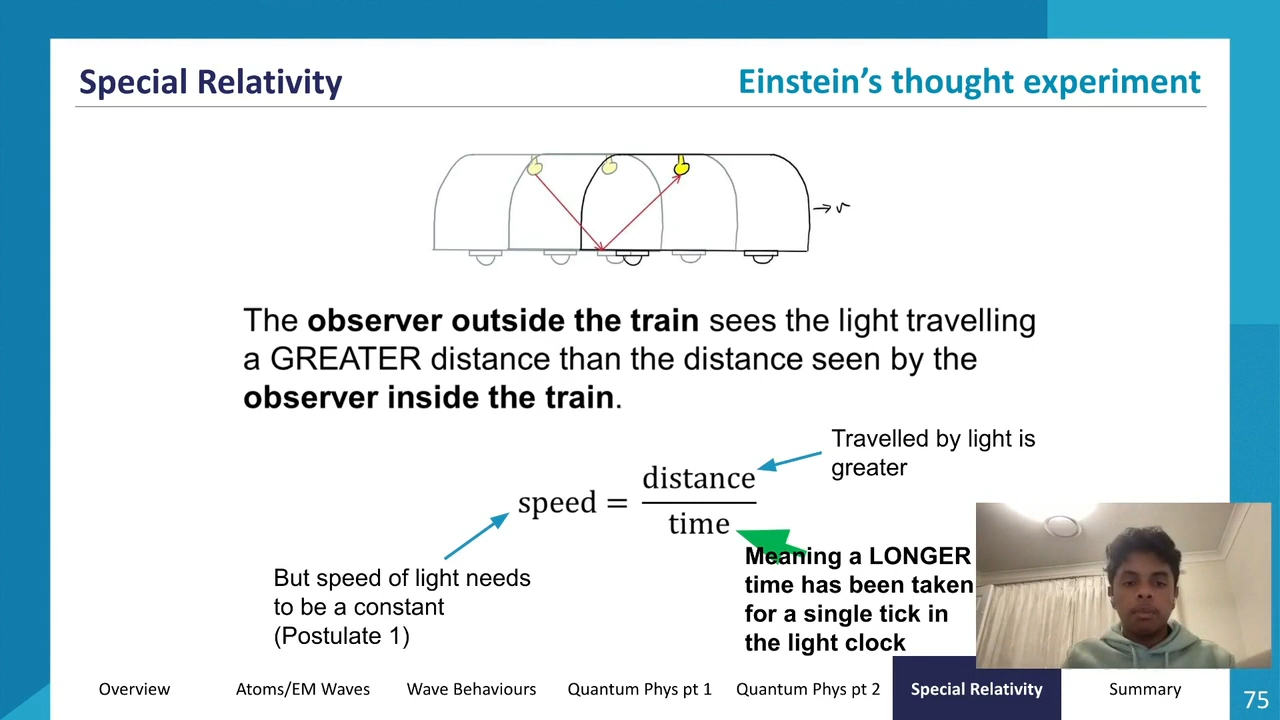 Special Relativity
Einstein’s thought experiment
→ v
The observer outside the train sees the light travelling
a GREATER distance than the distance seen by the
observer inside the train.
Travelled by light is
greater
speed = distance
time
But speed of light needs
to be a constant
(Postulate 1)
Meaning a LONGER
time has been taken
for a single tick in
the light clock
Overview
Atoms/EM Waves
Wave Behaviours
Quantum Phys pt 1
Quantum Phys pt 2
Special Relativity
Summary
75